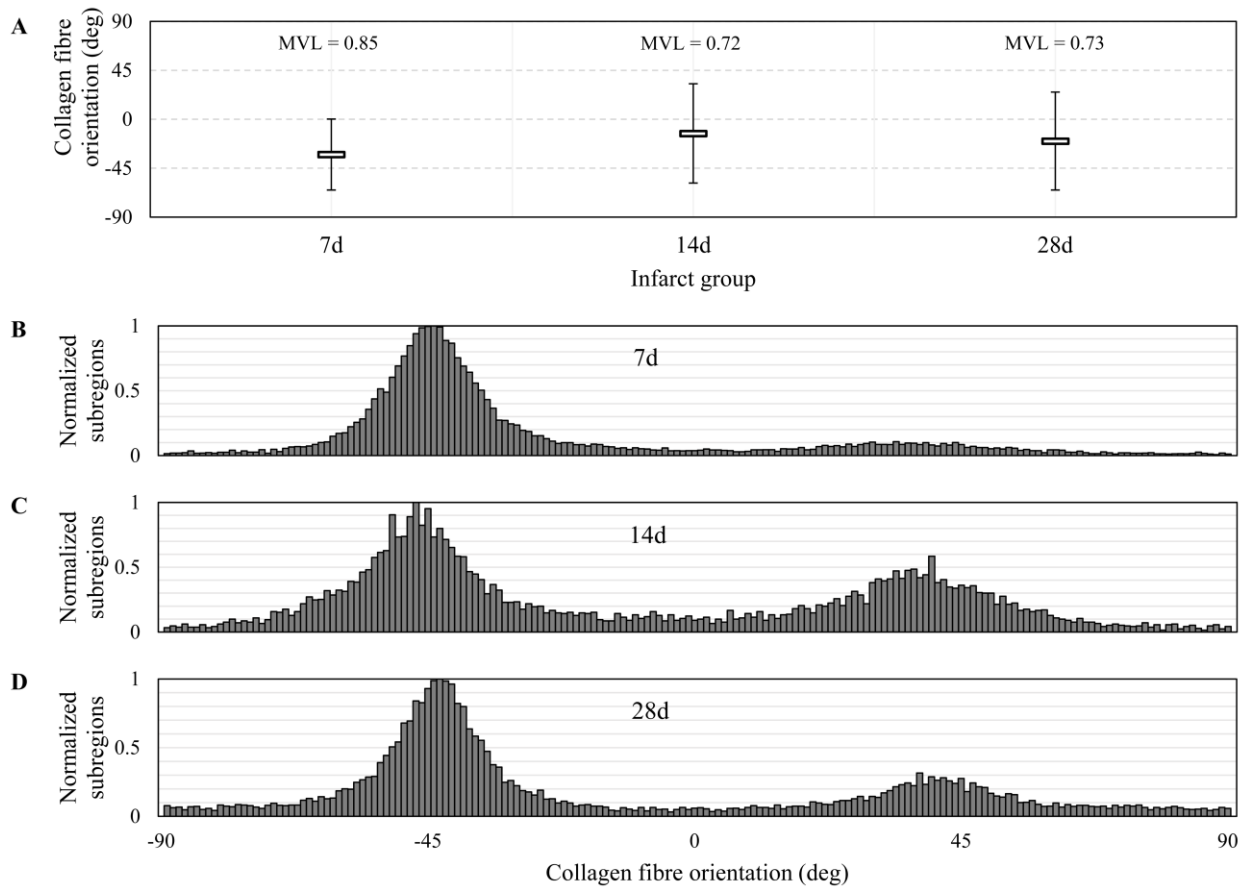 A
Collagen fibre
orientation (deg)
90
45
0
-45
-90
MVL = 0.85
MVL = 0.72
MVL = 0.73
7d
14d
28d
Infarct group
B
Normalized
subregions
1
0.5
0
7d
C
Normalized
subregions
1
0.5
0
14d
D
Normalized
subregions
1
0.5
0
28d
-90
-45
0
45
90
Collagen fibre orientation (deg)